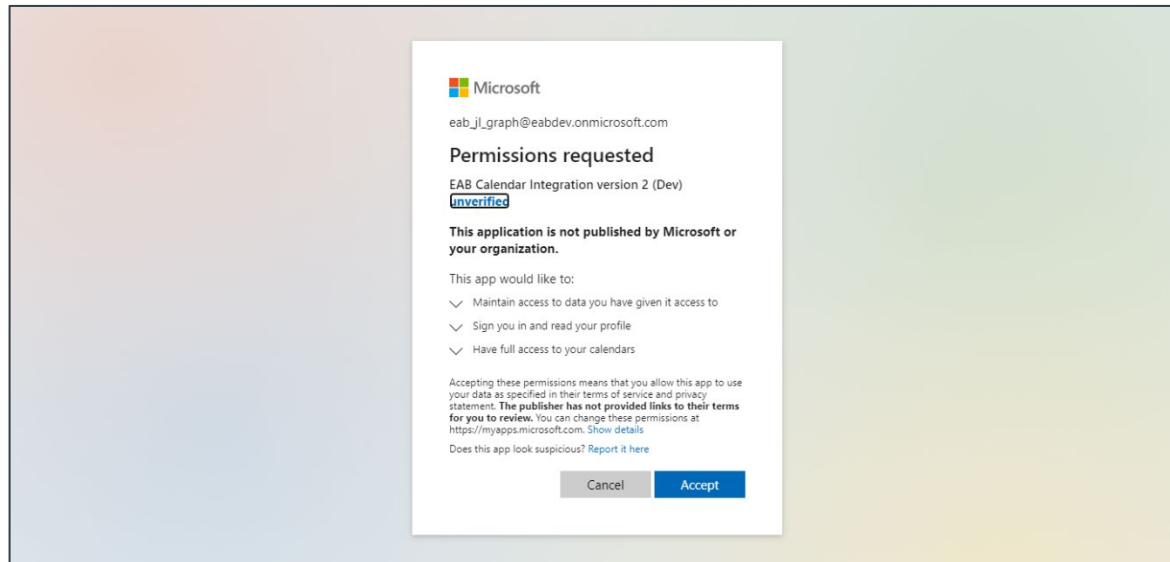 Microsoft
eab_jl_graph@eabdev.onmicrosoft.com
Permissions requested
EAB Calendar Integration version 2 (Dev)
unverified
This application is not published by Microsoft or
your organization.
This app would like to:
Maintain access to data you have given it access to
Sign you in and read your profile
Have full access to your calendars
Accepting these permissions means that you allow this app to use
your data as specified in their terms of service and privacy
statement. The publisher has not provided links to their terms
for you to review. You can change these permissions at
https://myapps.microsoft.com. Show details
Does this app look suspicious? Report it here
Cancel Accept